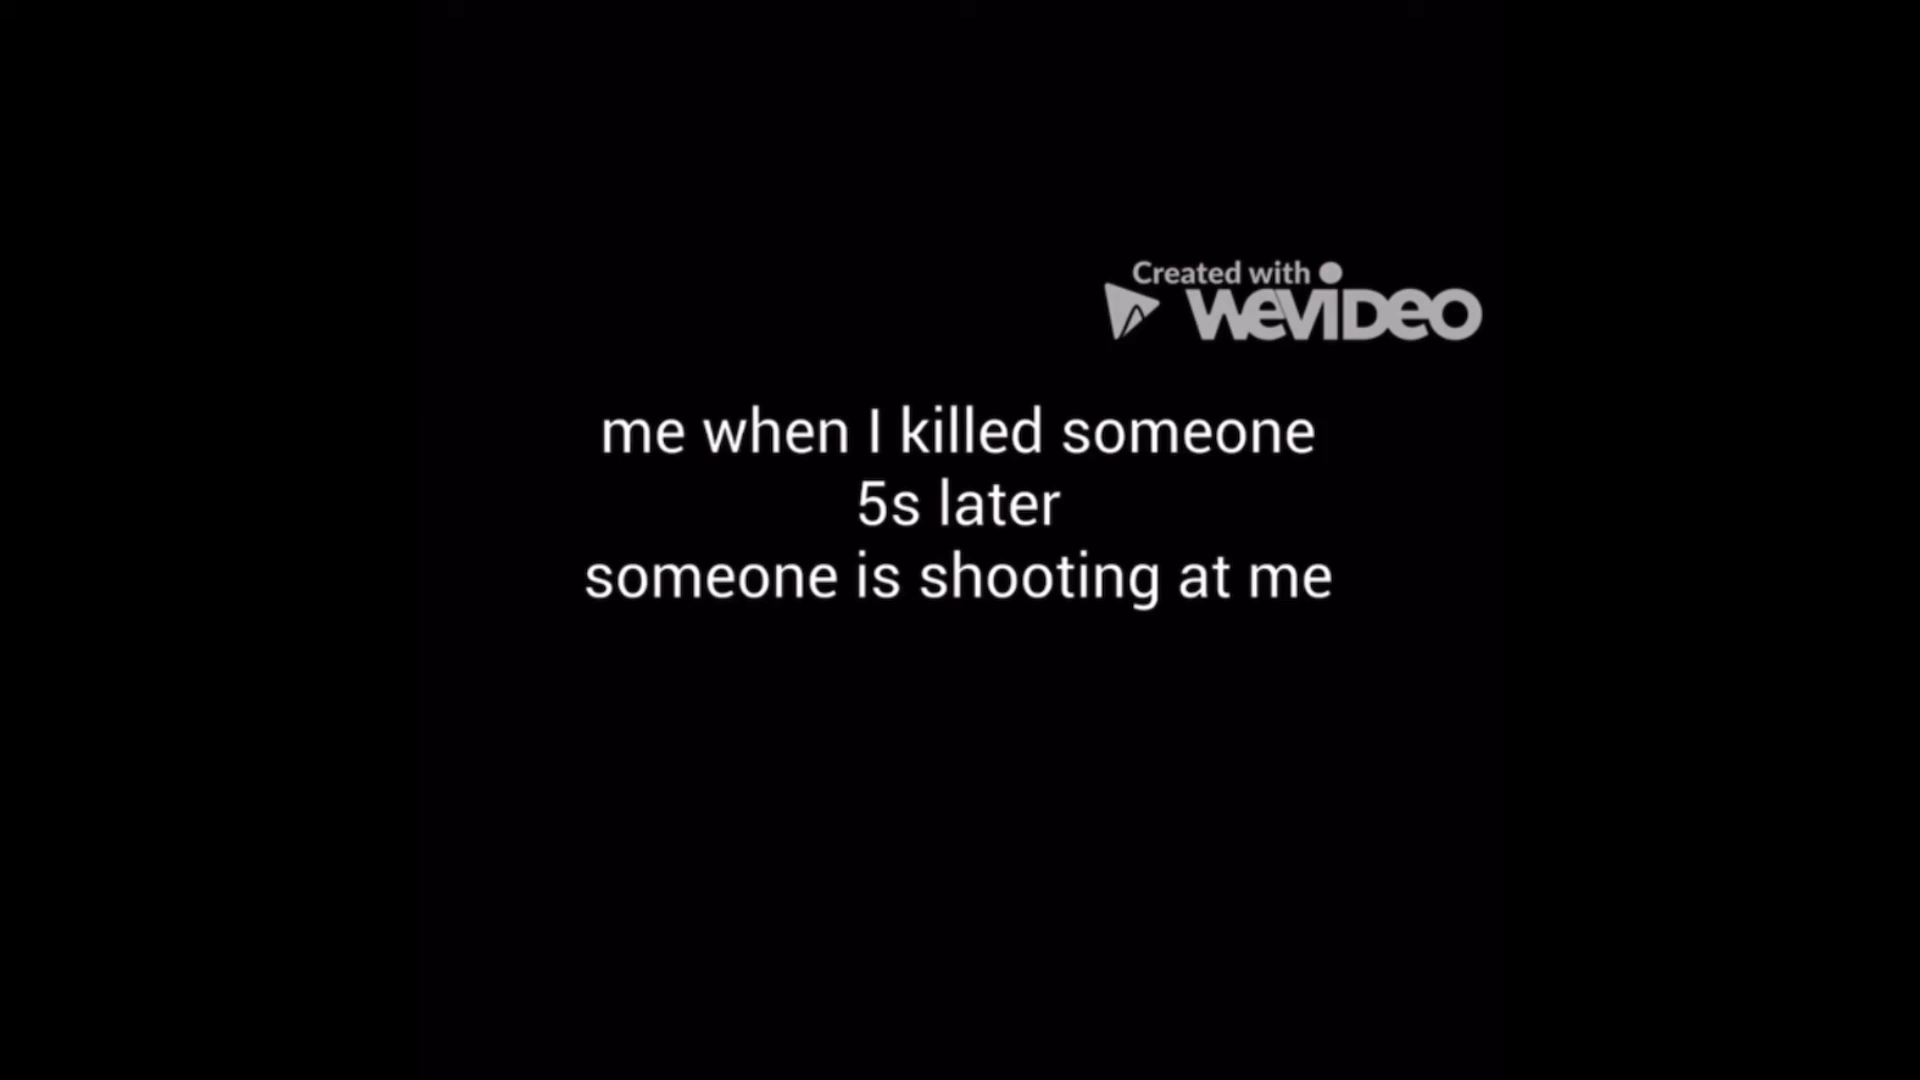 Created with
WEVIDEO
me when I killed someone
5s later
someone is shooting at me